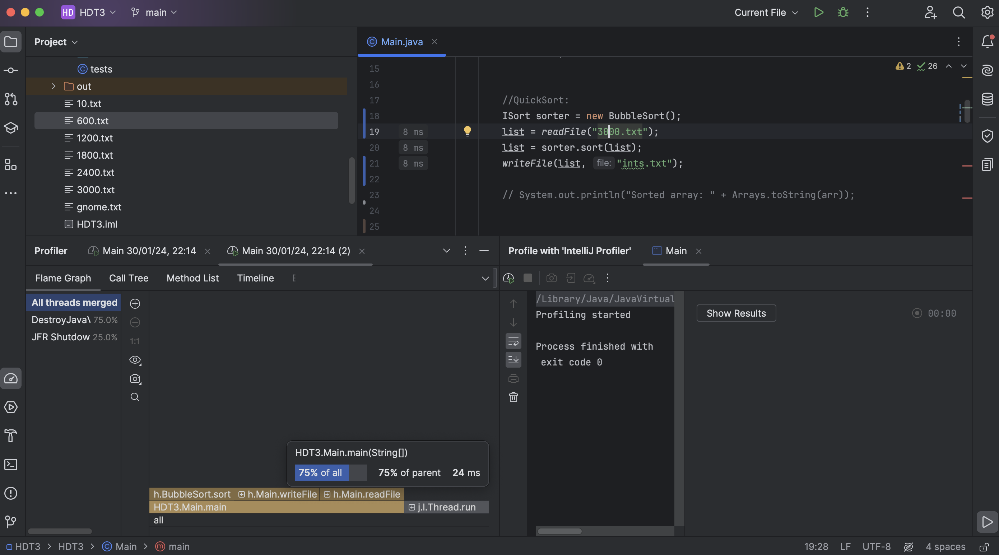 HD HDT3 main Current File
Project
tests
out
10.txt
600.txt
1200.txt
1800.txt
2400.txt
3000.txt
gnome.txt
HDT3.iml
Main.java
2 26
15
16
17 //QuickSort:
18 ISort sorter = new BubbleSort();
19 8 ms list = readFile("3000.txt");
20 8 ms list = sorter.sort(list);
21 8 ms writeFile(list, file: "ints.txt");
22
23 // System.out.println("Sorted array: " + Arrays.toString(arr));
24
25
Profiler Main 30/01/24, 22:14 Main 30/01/24, 22:14 (2)
Flame Graph Call Tree Method List Timeline
All threads merged
DestroyJava\ 75.0%
JFR Shutdow 25.0%
1:1
HDT3.Main.main(String[])
75% of all 75% of parent 24 ms
h.BubbleSort.sort h.Main.writeFile h.Main.readFile
HDT3.Main.main j.l.Thread.run
all
Profile with 'IntelliJ Profiler' Main
/Library/Java/JavaVirtual
Profiling started
Process finished with
exit code 0
Show Results 00:00
HDT3 > HDT3 > Main > main
19:28 LF UTF-8 4 spaces